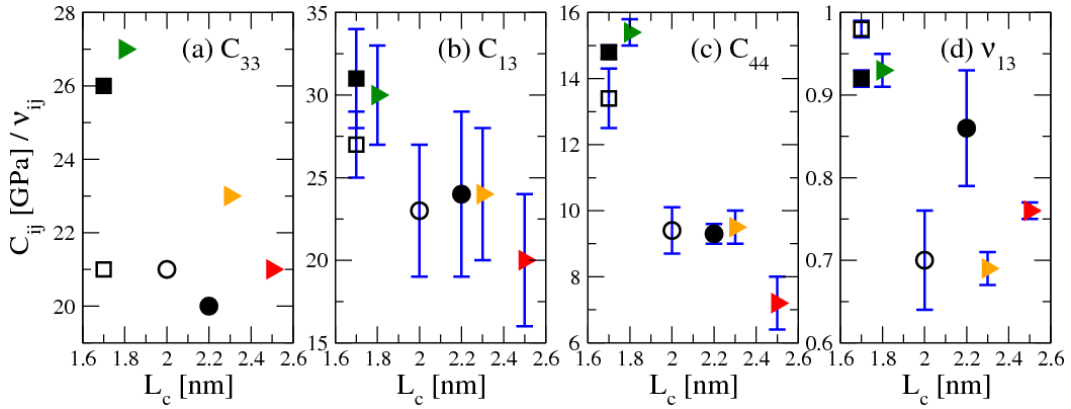 C_ij [GPa] / ν_ij
(a) C_33
28
26
25
23
22
20
1.6 1.8 2 2.2 2.4 2.6
L_c [nm]
(b) C_13
35
30
25
20
15
1.6 1.8 2 2.2 2.4 2.6
L_c [nm]
(c) C_44
16
14
12
10
8
6
1.6 1.8 2 2.2 2.4 2.6
L_c [nm]
(d) ν_13
1
0.9
0.8
0.7
0.6
1.6 1.8 2 2.2 2.4 2.6
L_c [nm]